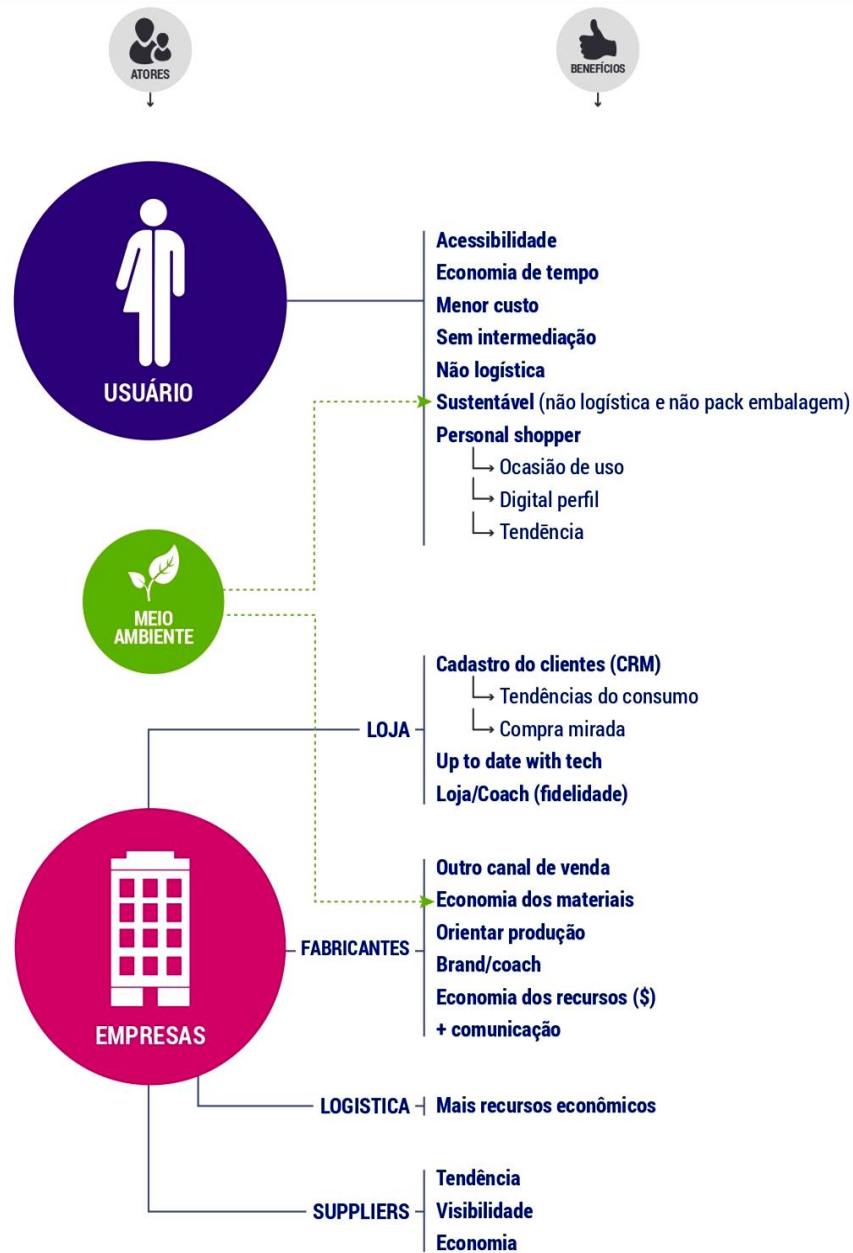 ATORES
BENEFÍCIOS
USUÁRIO
Acessibilidade
Economia de tempo
Menor custo
Sem intermediação
Não logística
Sustentável (não logística e não pack embalagem)
Personal shopper
Ocasião de uso
Digital perfil
Tendēncia
MEIO
AMBIENTE
LOJA
Cadastro do clientes (CRM)
Tendências do consumo
Compra mirada
Up to date with tech
Loja/Coach (fidelidade)
EMPRESAS
FABRICANTES
Outro canal de venda
Economia dos materiais
Orientar produção
Brand/coach
Economia dos recursos ($)
+ comunicação
LOGISTICA
Mais recursos econômicos
SUPPLIERS
Tendência
Visibilidade
Economia